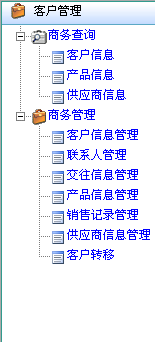 客户管理
商务查询
客户信息
产品信息
供应商信息
商务管理
客户信息管理
联系人管理
交往信息管理
产品信息管理
销售记录管理
供应商信息管理
客户转移